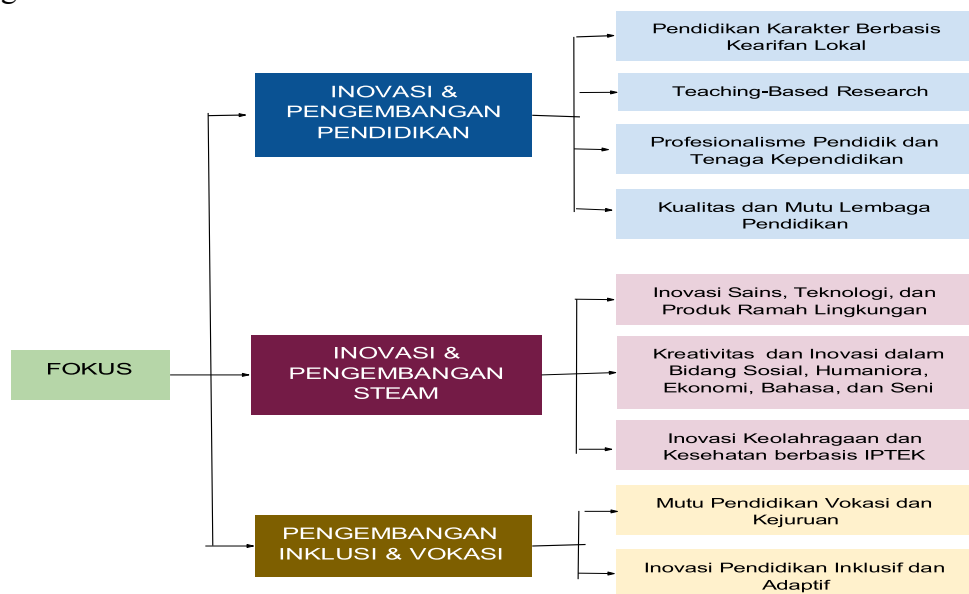 FOKUS
INOVASI &
PENGEMBANGAN
PENDIDIKAN
Pendidikan Karakter Berbasis
Kearifan Lokal
Teaching-Based Research
Profesionalisme Pendidik dan
Tenaga Kependidikan
Kualitas dan Mutu Lembaga
Pendidikan
INOVASI &
PENGEMBANGAN
STEAM
Inovasi Sains, Teknologi, dan
Produk Ramah Lingkungan
Kreativitas dan Inovasi dalam
Bidang Sosial, Humaniora,
Ekonomi, Bahasa, dan Seni
Inovasi Keolahragaan dan
Kesehatan berbasis IPTEK
PENGEMBANGAN
INKLUSI & VOKASI
Mutu Pendidikan Vokasi dan
Kejuruan
Inovasi Pendidikan Inklusif dan
Adaptif